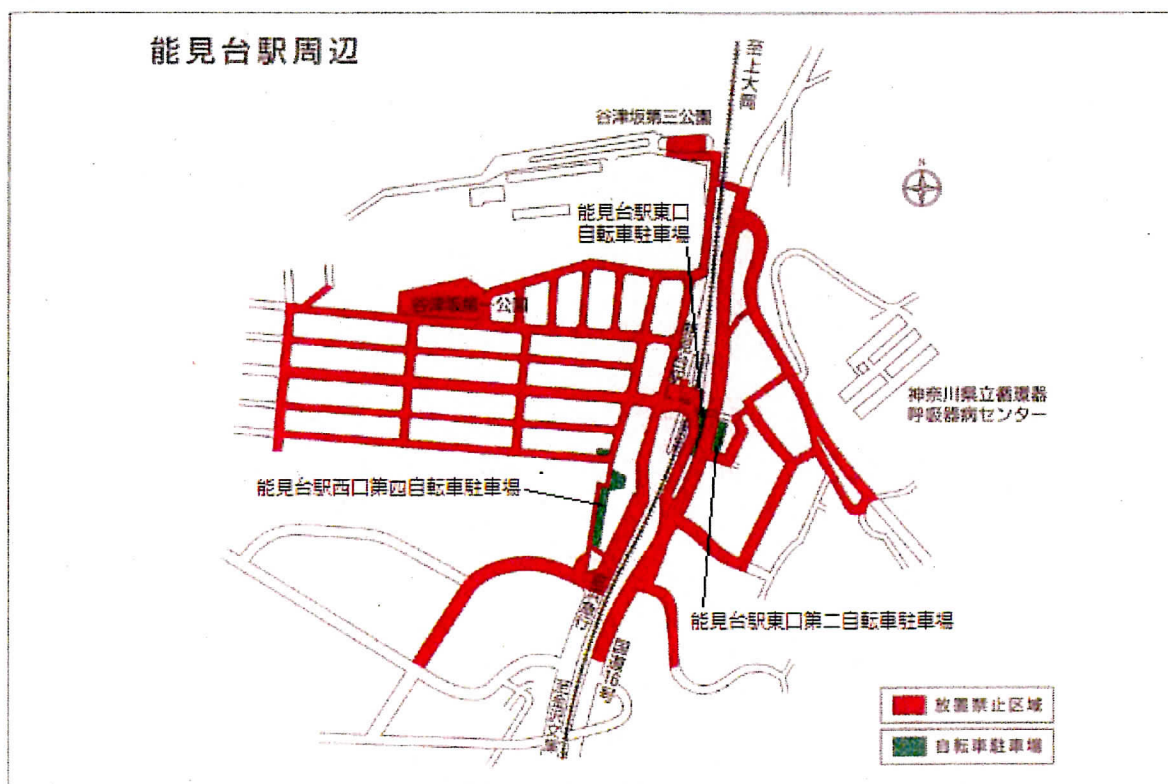 能見台駅周辺
至上大岡
谷津坂第三公園
N
能見台駅東口
自転車駐車場
谷津坂第一公園
神奈川県立循環器
呼吸器病センター
能見台駅西口第四自転車駐車場
能見台駅東口第二自転車駐車場
国道16号
放置禁止区域
自転車駐車場